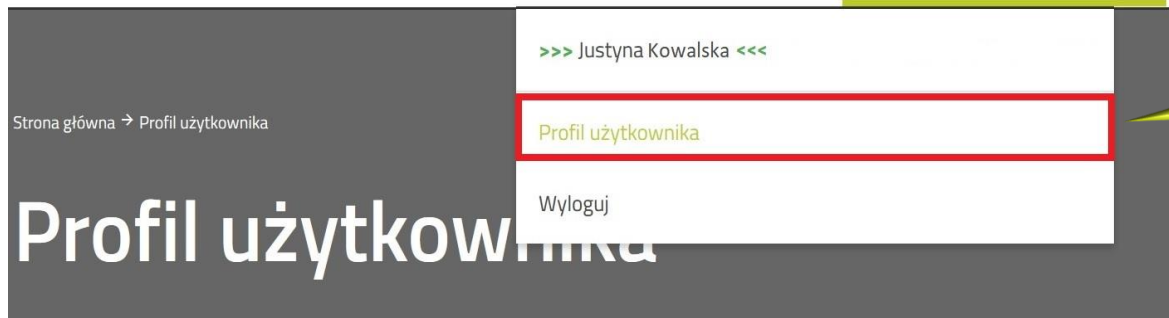 >>> Justyna Kowalska <<<
Strona główna → Profil użytkownika
Profil użytkownika
Wyloguj
Profil użytkownika